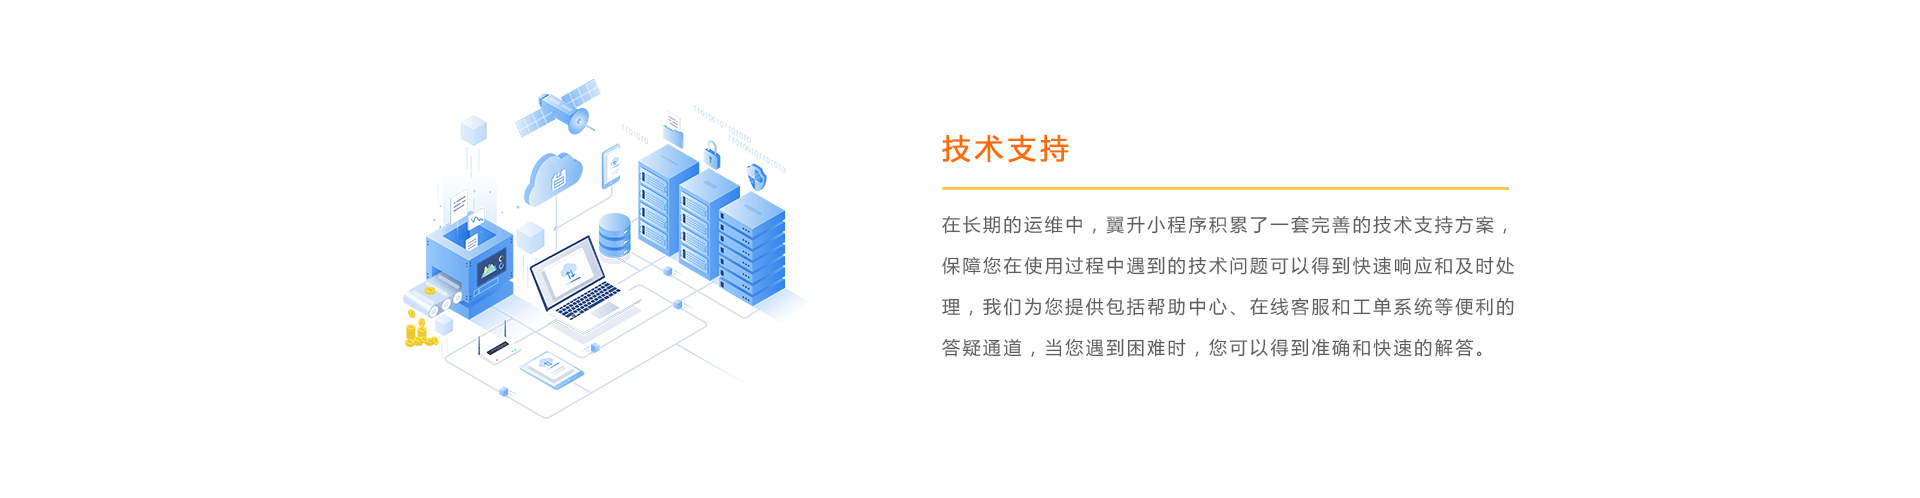 11010100101101010
1101010
11010100101101010
技术支持
在长期的运维中，翼升小程序积累了一套完善的技术支持方案，
保障您在使用过程中遇到的技术问题可以得到快速响应和及时处
理，我们为您提供包括帮助中心、在线客服和工单系统等便利的
答疑通道，当您遇到困难时，您可以得到准确和快速的解答。